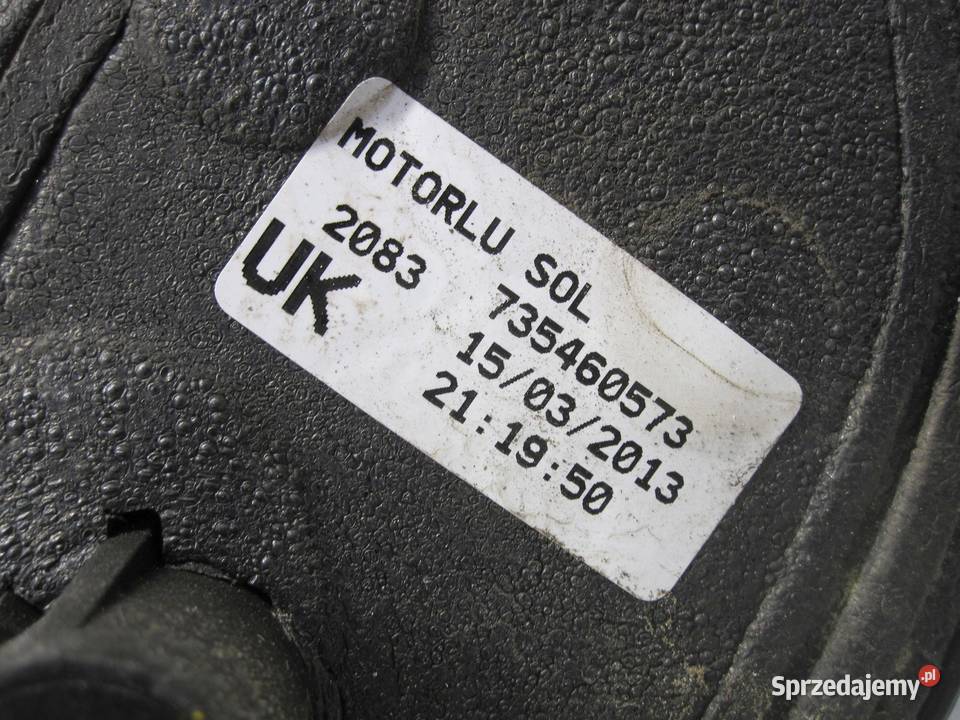 MOTORLU SOL
2083 735460573
UK 15/03/2013
21:19:50
Sprzedajemy.pl